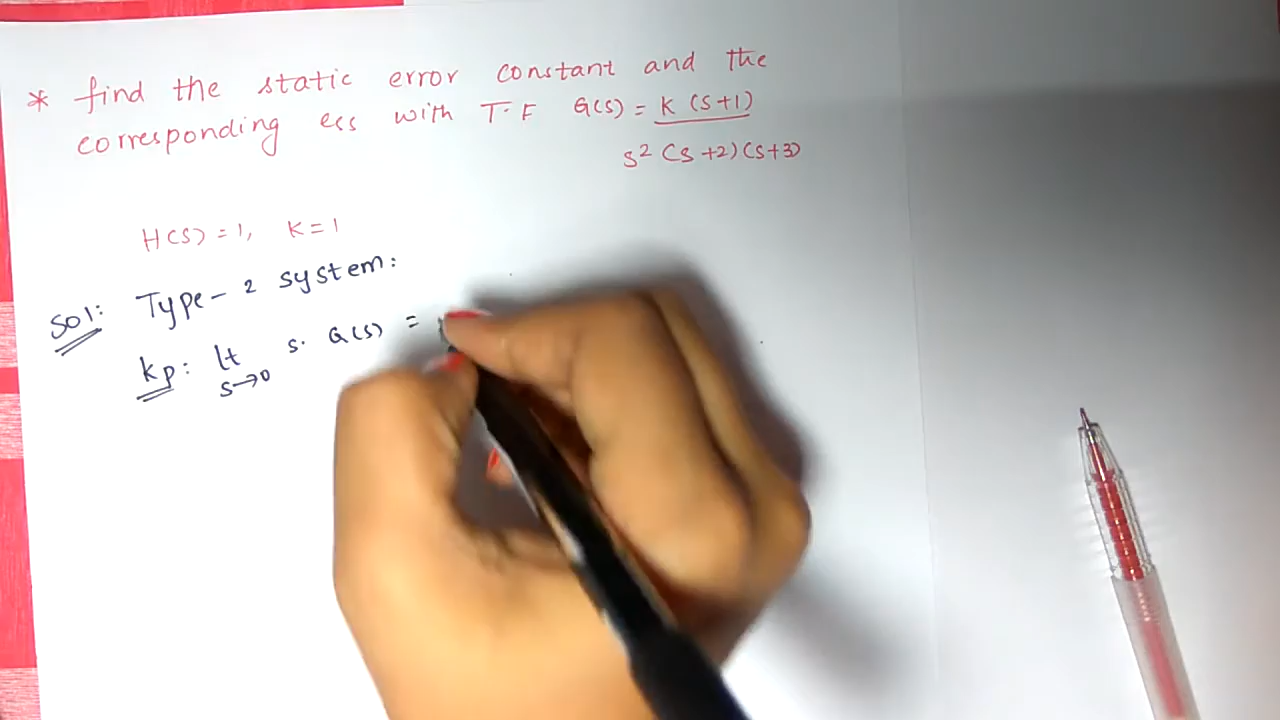 * find the static error constant and the
corresponding ess with T.F G(s) = K (s+1)
s² (s+2)(s+3)
H(s) = 1, K = 1
Sol: Type - 2 system:
kp: lt s. G(s) =
s→0